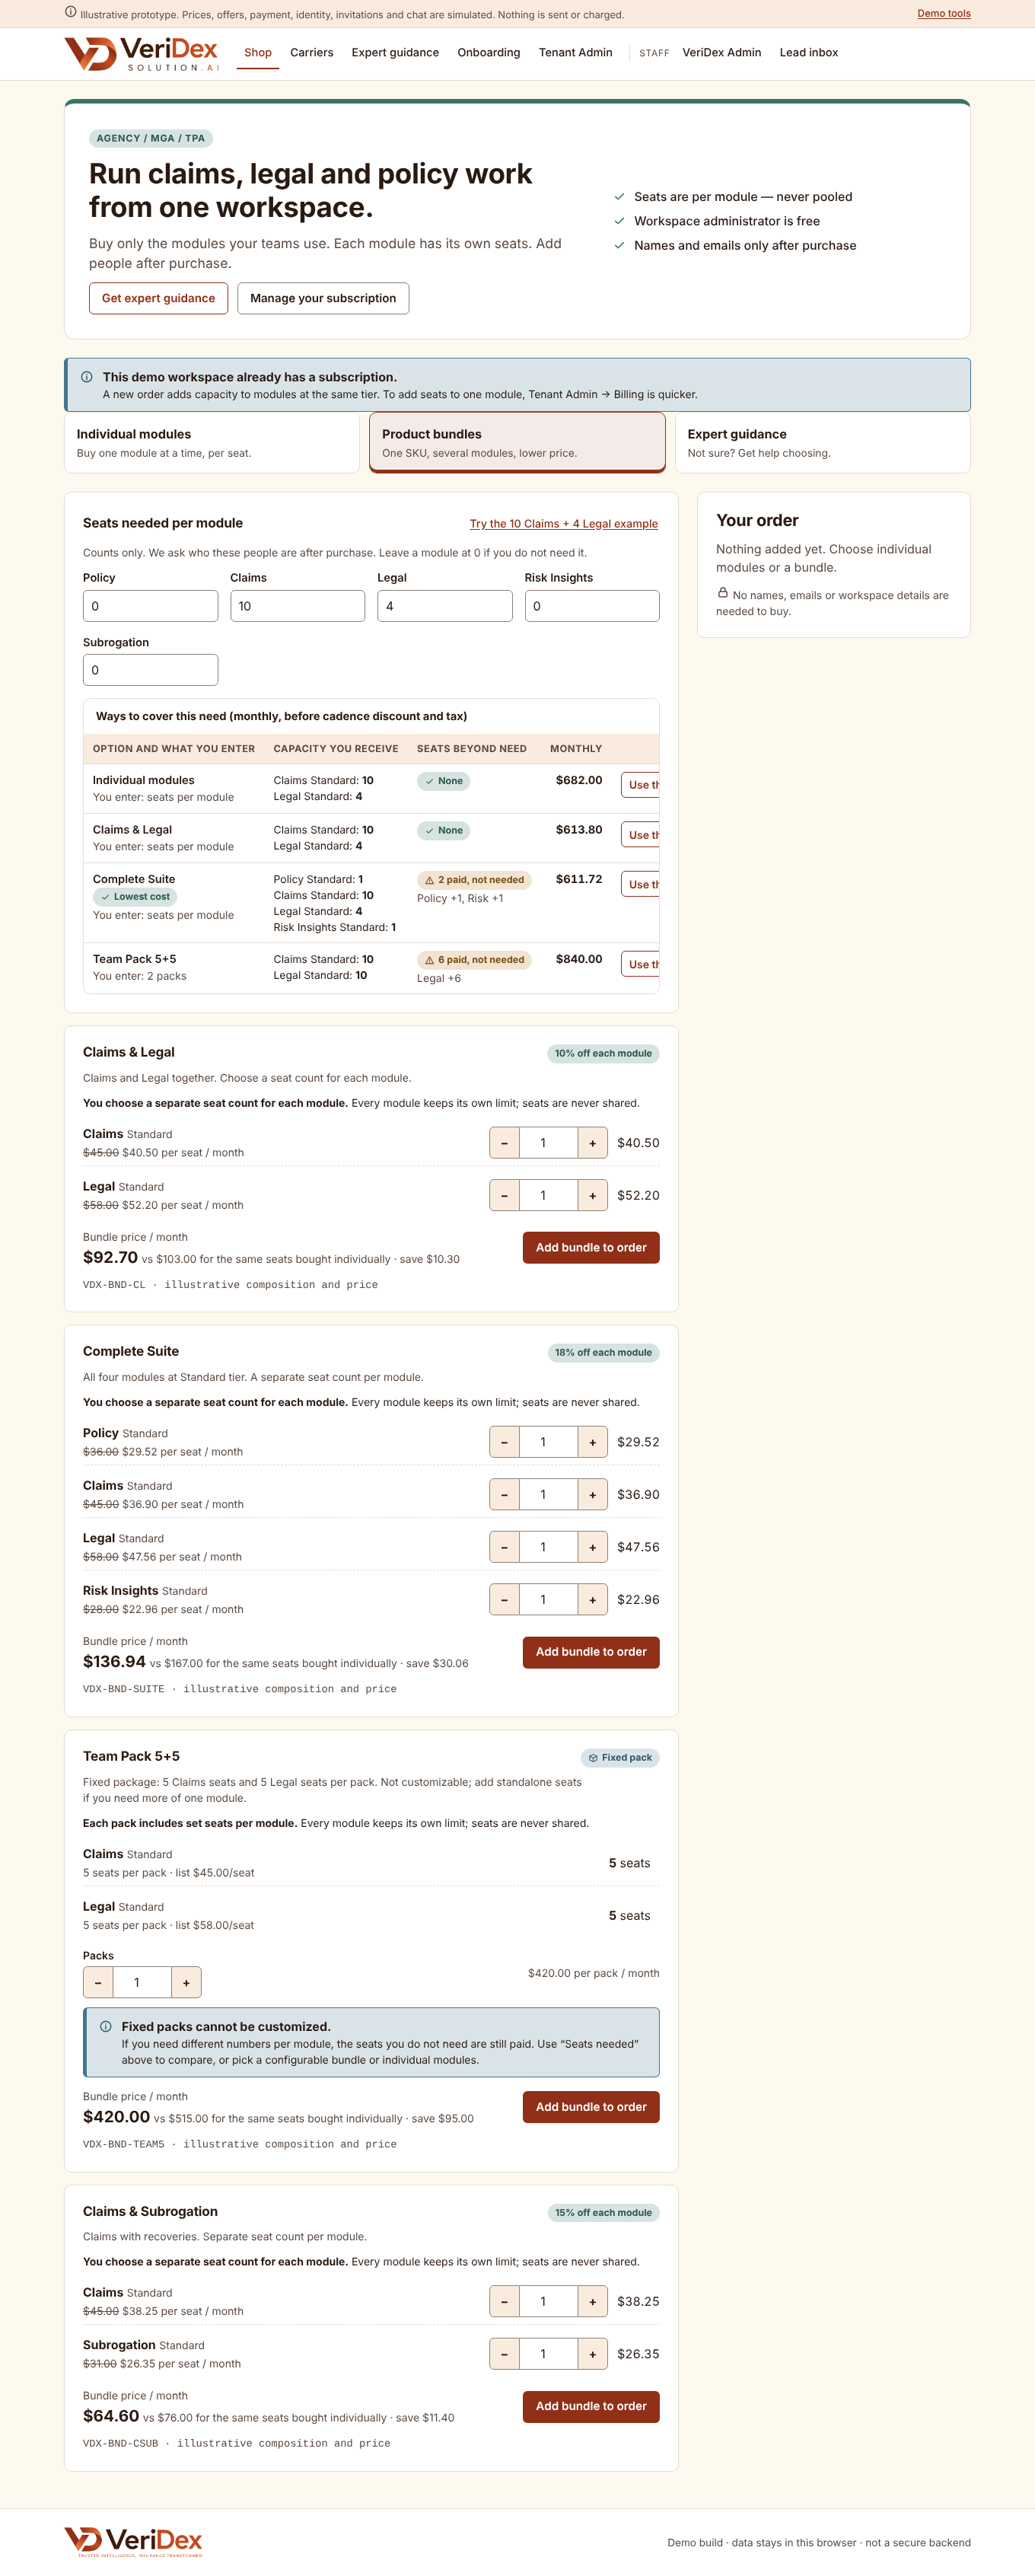 Illustrative prototype. Prices, offers, payment, identity, invitations and chat are simulated. Nothing is sent or charged.
Demo tools
VeriDex
SOLUTION.AI
Shop
Carriers
Expert guidance
Onboarding
Tenant Admin
STAFF
VeriDex Admin
Lead inbox
AGENCY / MGA / TPA
Run claims, legal and policy work
from one workspace.
Buy only the modules your teams use. Each module has its own seats. Add
people after purchase.
Get expert guidance
Manage your subscription
Seats are per module — never pooled
Workspace administrator is free
Names and emails only after purchase
This demo workspace already has a subscription.
A new order adds capacity to modules at the same tier. To add seats to one module, Tenant Admin → Billing is quicker.
Individual modules
Buy one module at a time, per seat.
Product bundles
One SKU, several modules, lower price.
Expert guidance
Not sure? Get help choosing.
Seats needed per module
Try the 10 Claims + 4 Legal example
Counts only. We ask who these people are after purchase. Leave a module at 0 if you do not need it.
Policy
Claims
Legal
Risk Insights
0
10
4
0
Subrogation
0
Ways to cover this need (monthly, before cadence discount and tax)
OPTION AND WHAT YOU ENTER
CAPACITY YOU RECEIVE
SEATS BEYOND NEED
MONTHLY
Individual modules
You enter: seats per module
Claims Standard: 10
Legal Standard: 4
None
$682.00
Use th
Claims & Legal
You enter: seats per module
Claims Standard: 10
Legal Standard: 4
None
$613.80
Use th
Complete Suite
Lowest cost
You enter: seats per module
Policy Standard: 1
Claims Standard: 10
Legal Standard: 4
Risk Insights Standard: 1
2 paid, not needed
Policy +1, Risk +1
$611.72
Use th
Team Pack 5+5
You enter: 2 packs
Claims Standard: 10
Legal Standard: 10
6 paid, not needed
Legal +6
$840.00
Use th
Your order
Nothing added yet. Choose individual
modules or a bundle.
No names, emails or workspace details are
needed to buy.
Claims & Legal
10% off each module
Claims and Legal together. Choose a seat count for each module.
You choose a separate seat count for each module. Every module keeps its own limit; seats are never shared.
Claims Standard
$45.00 $40.50 per seat / month
− 1 + $40.50
Legal Standard
$58.00 $52.20 per seat / month
− 1 + $52.20
Bundle price / month
$92.70 vs $103.00 for the same seats bought individually · save $10.30
Add bundle to order
VDX-BND-CL · illustrative composition and price
Complete Suite
18% off each module
All four modules at Standard tier. A separate seat count per module.
You choose a separate seat count for each module. Every module keeps its own limit; seats are never shared.
Policy Standard
$36.00 $29.52 per seat / month
− 1 + $29.52
Claims Standard
$45.00 $36.90 per seat / month
− 1 + $36.90
Legal Standard
$58.00 $47.56 per seat / month
− 1 + $47.56
Risk Insights Standard
$28.00 $22.96 per seat / month
− 1 + $22.96
Bundle price / month
$136.94 vs $167.00 for the same seats bought individually · save $30.06
Add bundle to order
VDX-BND-SUITE · illustrative composition and price
Team Pack 5+5
Fixed pack
Fixed package: 5 Claims seats and 5 Legal seats per pack. Not customizable; add standalone seats
if you need more of one module.
Each pack includes set seats per module. Every module keeps its own limit; seats are never shared.
Claims Standard
5 seats per pack · list $45.00/seat
5 seats
Legal Standard
5 seats per pack · list $58.00/seat
5 seats
Packs
− 1 +
$420.00 per pack / month
Fixed packs cannot be customized.
If you need different numbers per module, the seats you do not need are still paid. Use “Seats needed”
above to compare, or pick a configurable bundle or individual modules.
Bundle price / month
$420.00 vs $515.00 for the same seats bought individually · save $95.00
Add bundle to order
VDX-BND-TEAM5 · illustrative composition and price
Claims & Subrogation
15% off each module
Claims with recoveries. Separate seat count per module.
You choose a separate seat count for each module. Every module keeps its own limit; seats are never shared.
Claims Standard
$45.00 $38.25 per seat / month
− 1 + $38.25
Subrogation Standard
$31.00 $26.35 per seat / month
− 1 + $26.35
Bundle price / month
$64.60 vs $76.00 for the same seats bought individually · save $11.40
Add bundle to order
VDX-BND-CSUB · illustrative composition and price
VeriDex
TRUSTED INTELLIGENCE, INSURANCE TRANSFORMED
Demo build · data stays in this browser · not a secure backend